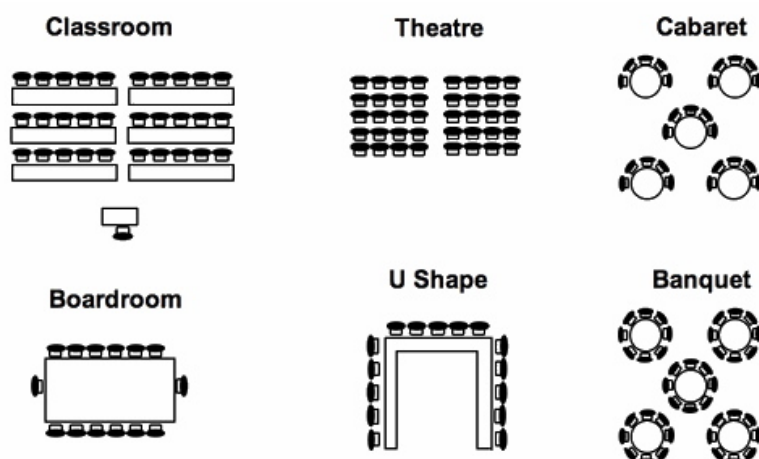 Classroom
Theatre
Cabaret
Boardroom
U Shape
Banquet